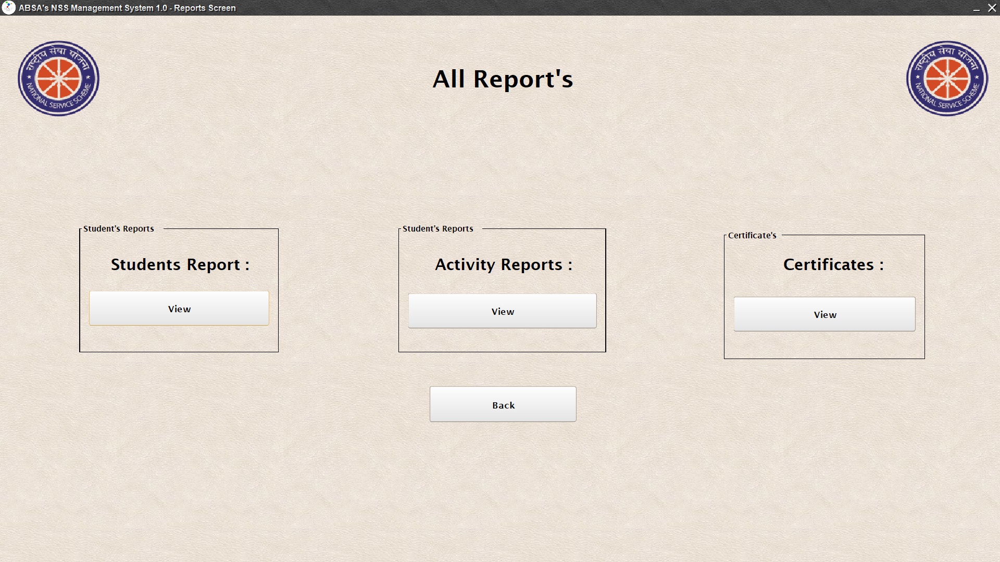 ABSA's NSS Management System 1.0 - Reports Screen
राष्ट्रीय सेवा योजना
NATIONAL SERVICE SCHEME
All Report's
राष्ट्रीय सेवा योजना
NATIONAL SERVICE SCHEME
Student's Reports
Students Report :
View
Student's Reports
Activity Reports :
View
Certificate's
Certificates :
View
Back